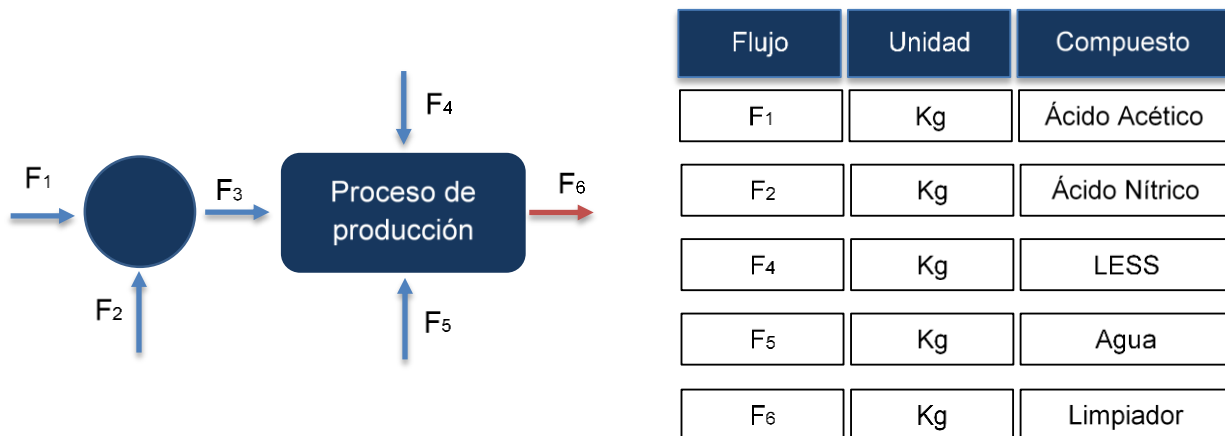 F1
F2
F3
F4
Proceso de
producción
F5
F6
Flujo Unidad Compuesto
F1 Kg Ácido Acético
F2 Kg Ácido Nítrico
F4 Kg LESS
F5 Kg Agua
F6 Kg Limpiador